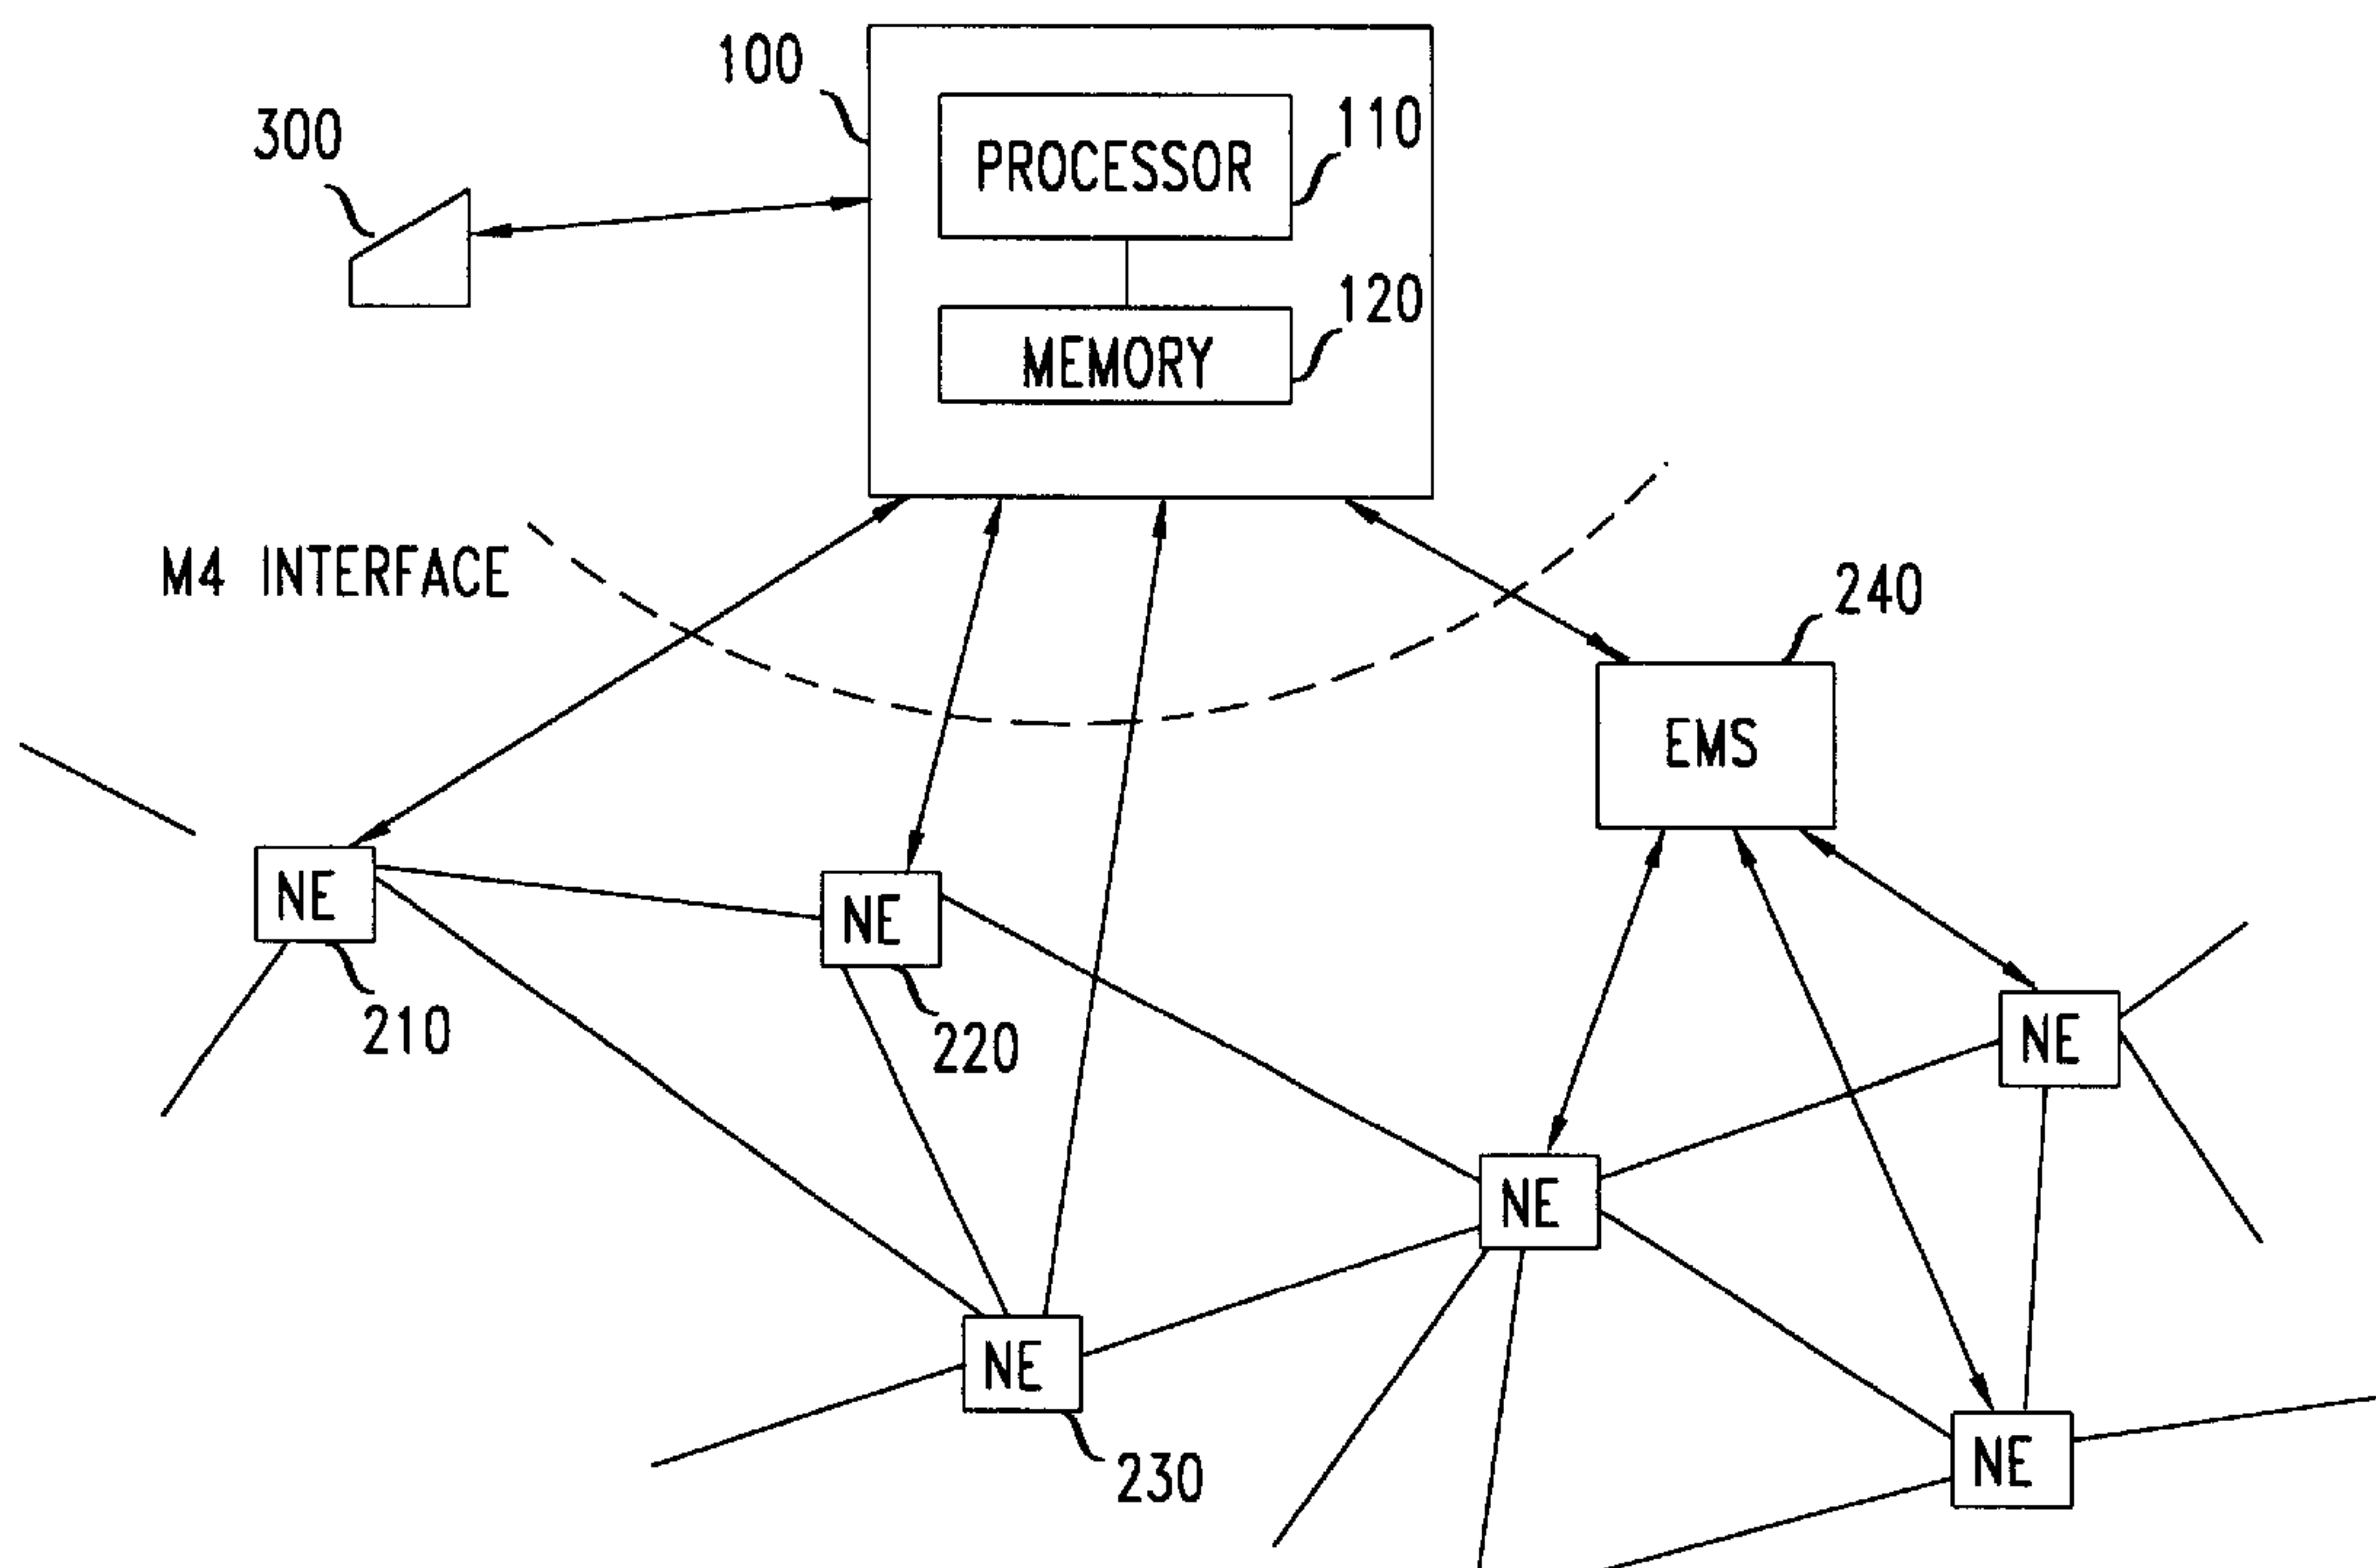 100
300
PROCESSOR
110
MEMORY
120
M4 INTERFACE
240
EMS
NE
210
NE
220
NE
NE
NE
230
NE